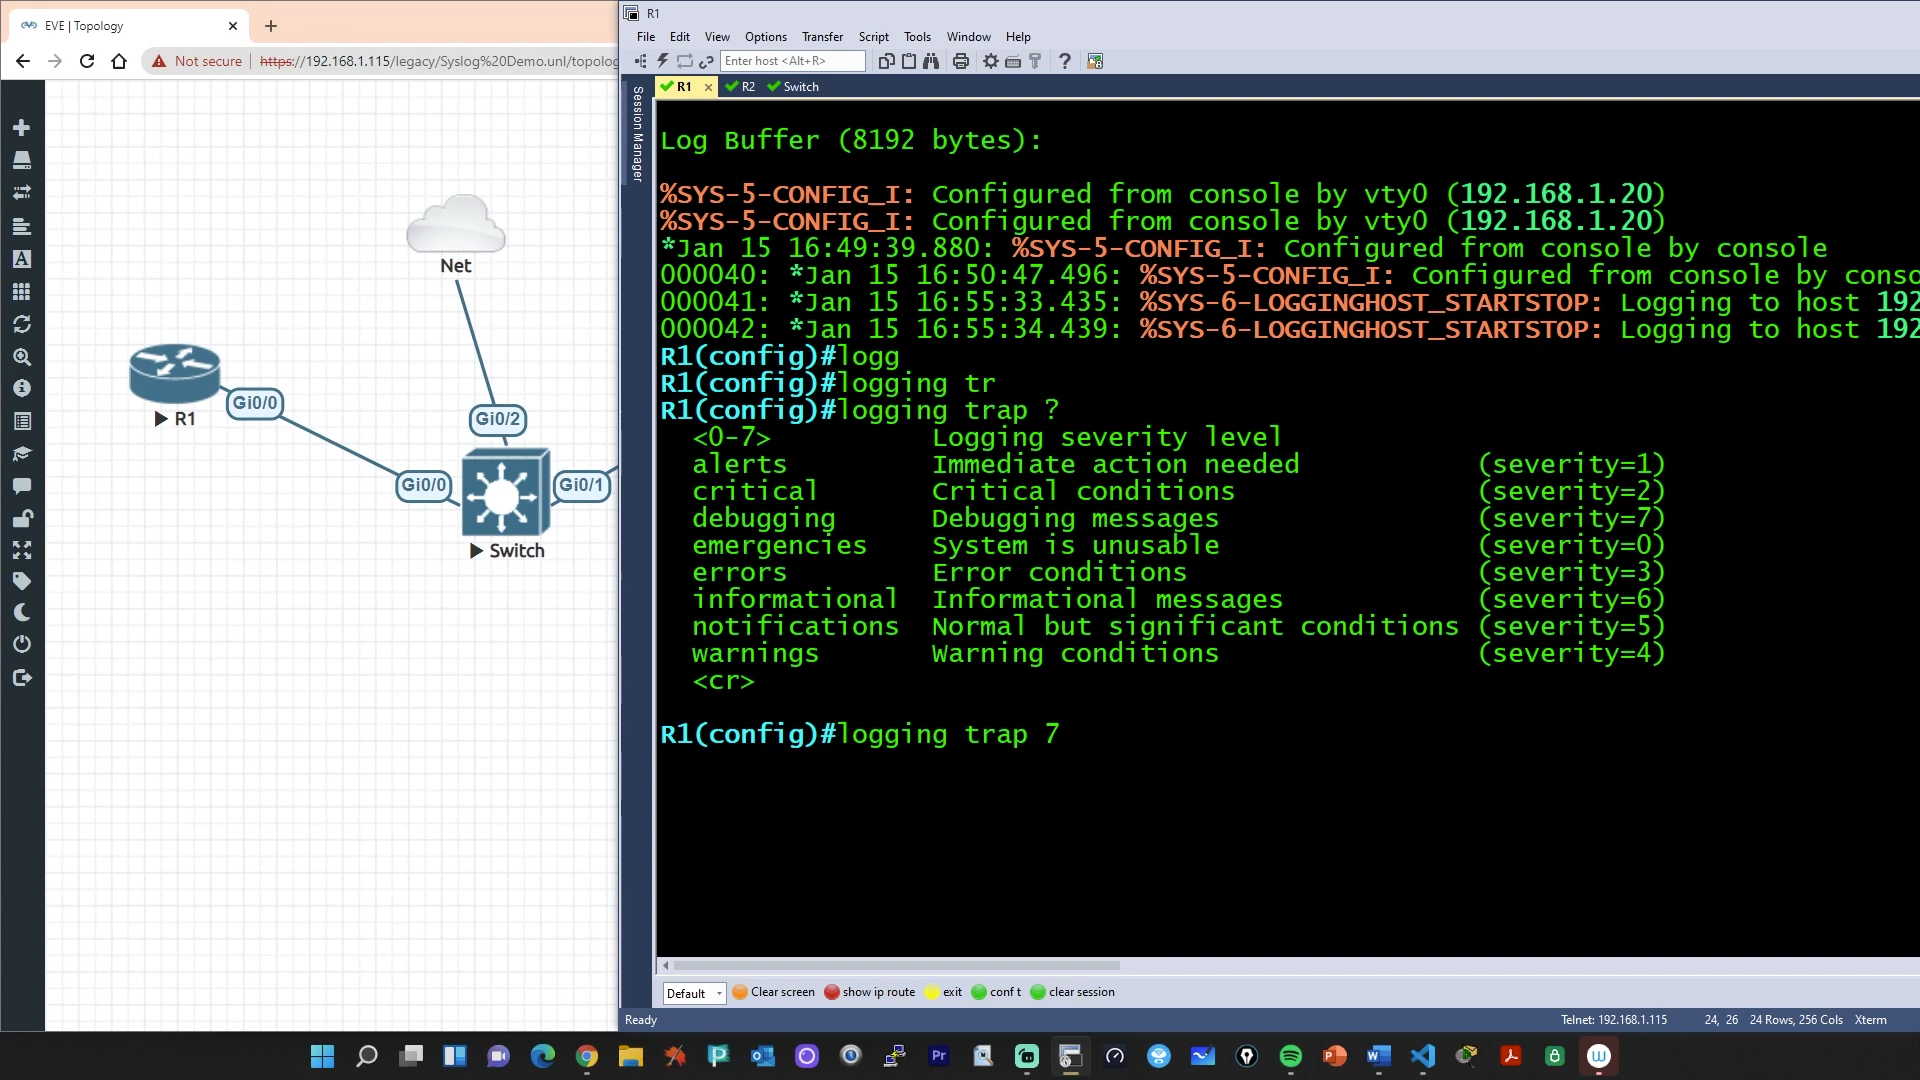 EVE | Topology
Not secure
https://192.168.1.115/legacy/Syslog%20Demo.unl/topolo
Net
Gi0/0
R1
Gi0/2
Gi0/0
Gi0/1
Switch
R1
File Edit View Options Transfer Script Tools Window Help
Enter host <Alt+R>
Session Manager
R1 R2 Switch
Log Buffer (8192 bytes):
%SYS-5-CONFIG_I: Configured from console by vty0 (192.168.1.20)
%SYS-5-CONFIG_I: Configured from console by vty0 (192.168.1.20)
*Jan 15 16:49:39.880: %SYS-5-CONFIG_I: Configured from console by console
000040: *Jan 15 16:50:47.496: %SYS-5-CONFIG_I: Configured from console by conso
000041: *Jan 15 16:55:33.435: %SYS-6-LOGGINGHOST_STARTSTOP: Logging to host 192
000042: *Jan 15 16:55:34.439: %SYS-6-LOGGINGHOST_STARTSTOP: Logging to host 192
R1(config)#logg
R1(config)#logging tr
R1(config)#logging trap ?
<0-7> Logging severity level
alerts Immediate action needed (severity=1)
critical Critical conditions (severity=2)
debugging Debugging messages (severity=7)
emergencies System is unusable (severity=0)
errors Error conditions (severity=3)
informational Informational messages (severity=6)
notifications Normal but significant conditions (severity=5)
warnings Warning conditions (severity=4)
<cr>
R1(config)#logging trap 7
Default Clear screen show ip route exit conf t clear session
Ready Telnet: 192.168.1.115 24, 26 24 Rows, 256 Cols Xterm